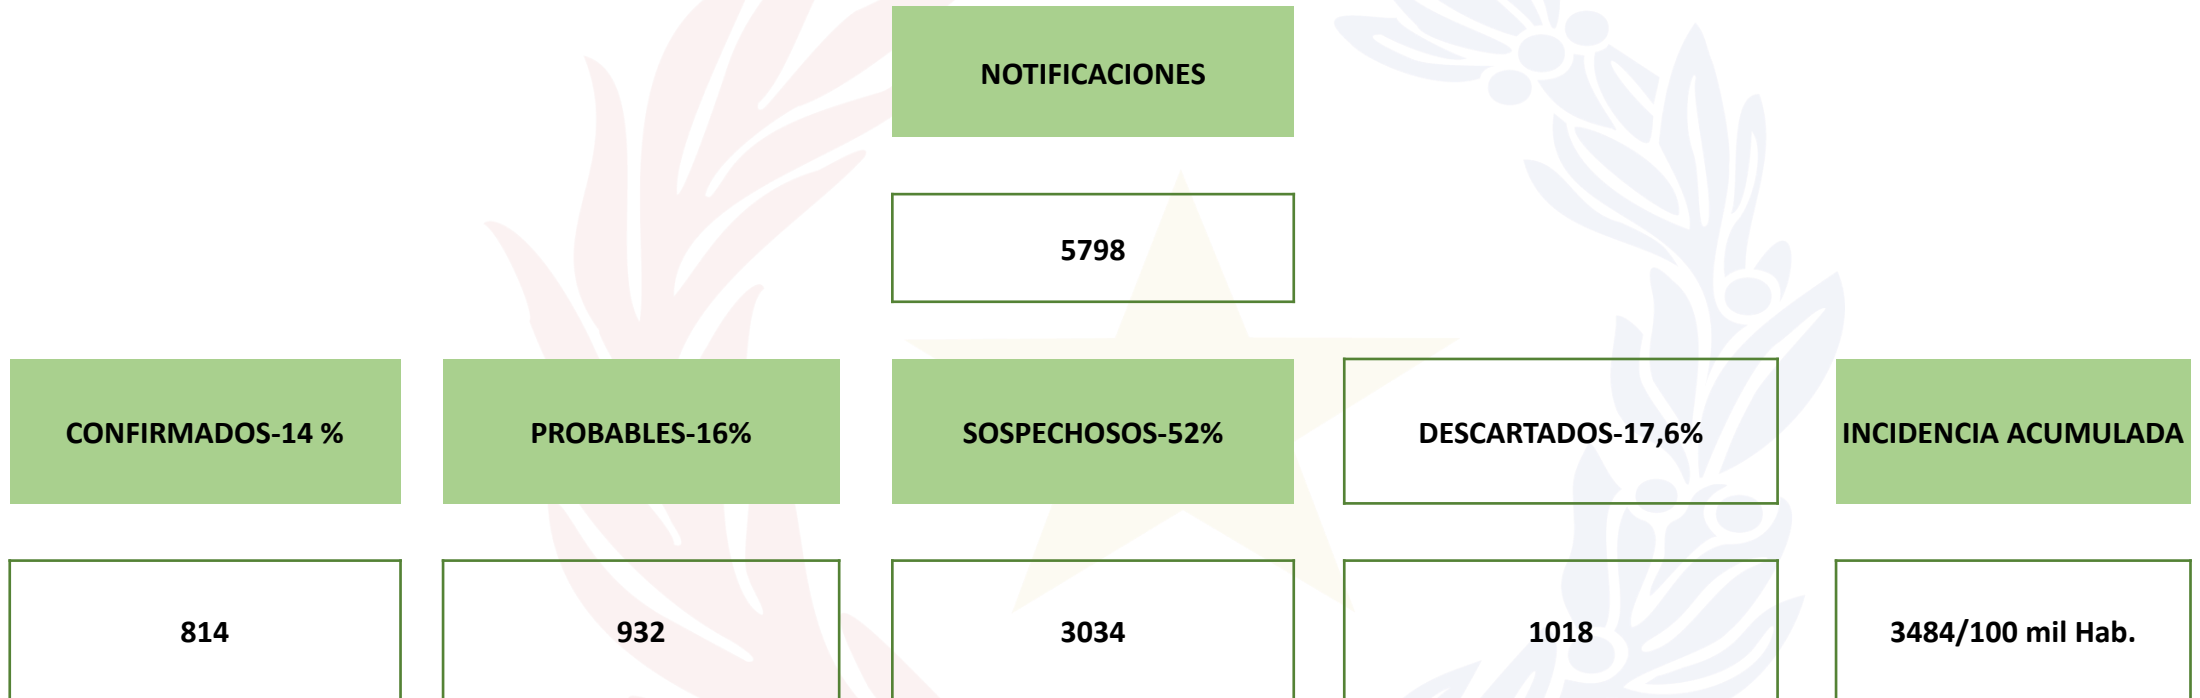 NOTIFICACIONES
5798
CONFIRMADOS-14 %
PROBABLES-16%
SOSPECHOSOS-52%
DESCARTADOS-17,6%
INCIDENCIA ACUMULADA
814
932
3034
1018
3484/100 mil Hab.